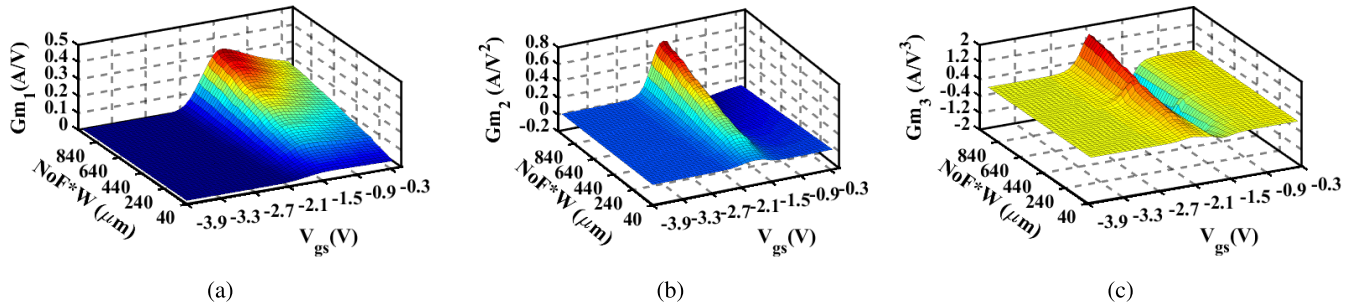 Gm1(A/V)
0.5
0.4
0.3
0.2
0.1
0
840
640
440
240
40
NoF*W (μm)
-3.9 -3.3 -2.7 -2.1 -1.5 -0.9 -0.3
Vgs(V)
(a)
Gm2 (A/V²)
0.8
0.6
0.4
0.2
0
-0.2
840
640
440
240
40
NoF*W (μm)
-3.9 -3.3 -2.7 -2.1 -1.5 -0.9 -0.3
Vgs(V)
(b)
Gm3 (A/V³)
2
1.2
0.4
-0.4
-1.2
-2
840
640
440
240
40
NoF*W (μm)
-3.9 -3.3 -2.7 -2.1 -1.5 -0.9 -0.3
Vgs(V)
(c)